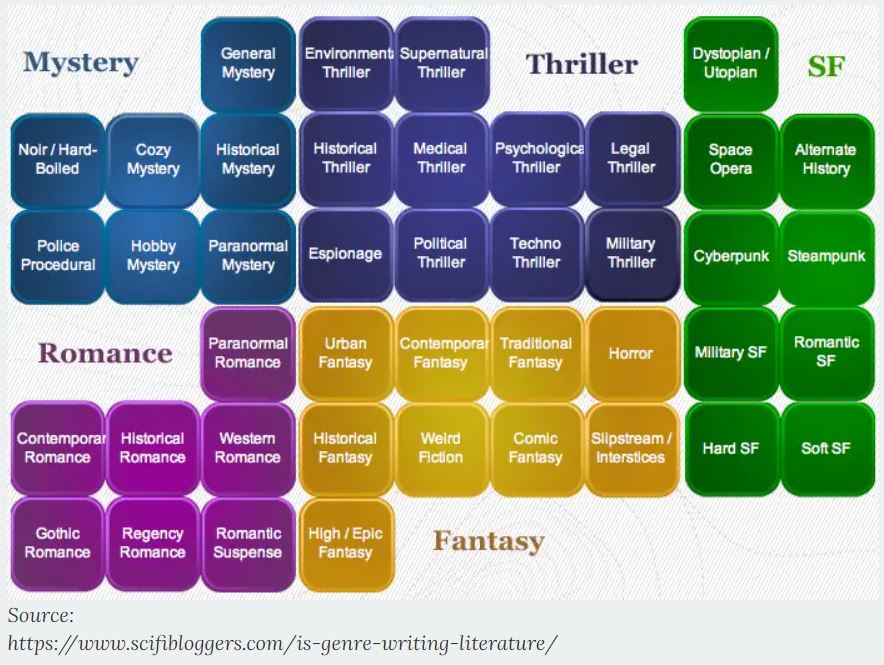 Mystery
General
Mystery
Environment
Thriller
Supernatural
Thriller
Thriller
Dystopian /
Utopian
SF
Noir / Hard-
Boiled
Cozy
Mystery
Historical
Mystery
Historical
Thriller
Medical
Thriller
Psychologica
Thriller
Legal
Thriller
Space
Opera
Alternate
History
Police
Procedural
Hobby
Mystery
Paranormal
Mystery
Espionage
Political
Thriller
Techno
Thriller
Military
Thriller
Cyberpunk
Steampunk
Romance
Paranormal
Romance
Urban
Fantasy
Contemporar
Fantasy
Traditional
Fantasy
Horror
Military SF
Romantic
SF
Contemporar
Romance
Historical
Romance
Western
Romance
Historical
Fantasy
Weird
Fiction
Comic
Fantasy
Slipstream /
Interstices
Hard SF
Soft SF
Gothic
Romance
Regency
Romance
Romantic
Suspense
High / Epic
Fantasy
Fantasy
Source:
https://www.scifibloggers.com/is-genre-writing-literature/